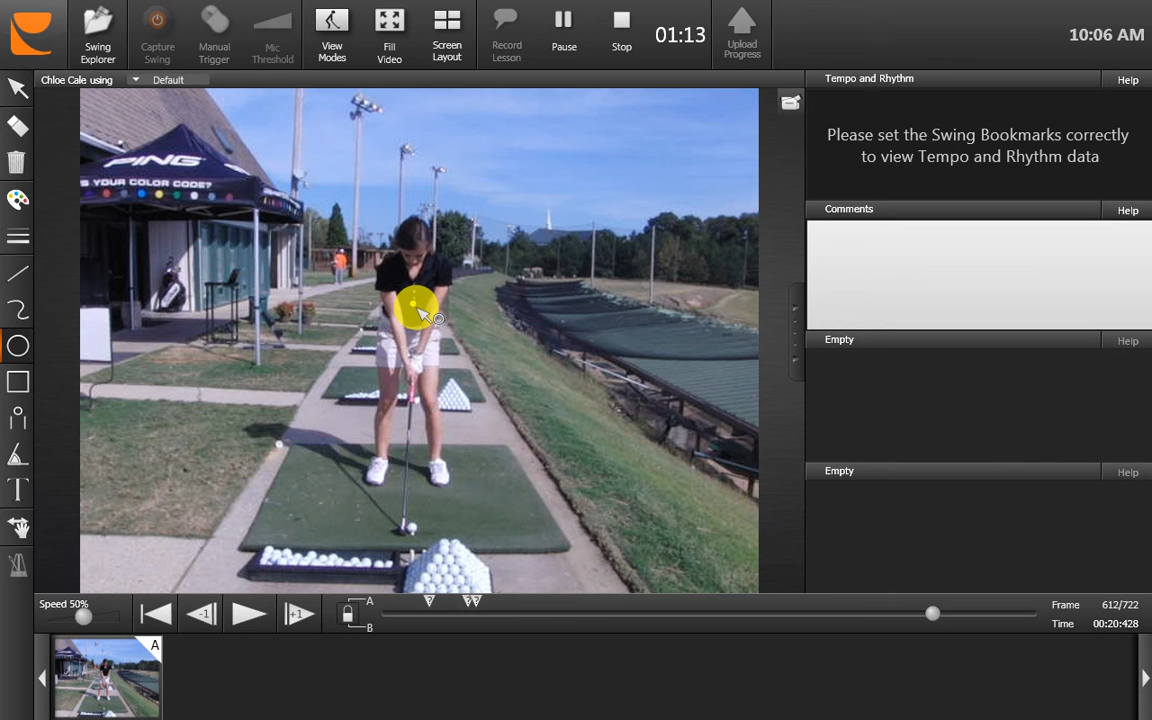 Swing Explorer
Capture Swing
Manual Trigger
Mic Threshold
View Modes
Fill Video
Screen Layout
Record Lesson
Pause
Stop
01:13
Upload Progress
10:06 AM
Chloe Cale using
Default
Tempo and Rhythm
Help
Please set the Swing Bookmarks correctly
to view Tempo and Rhythm data
Comments
Help
Empty
Help
Empty
Help
PING
S YOUR COLOR CODE?
T
Speed 50%
-1
+1
A
B
2
Frame 612/722
Time 00:20:428
A